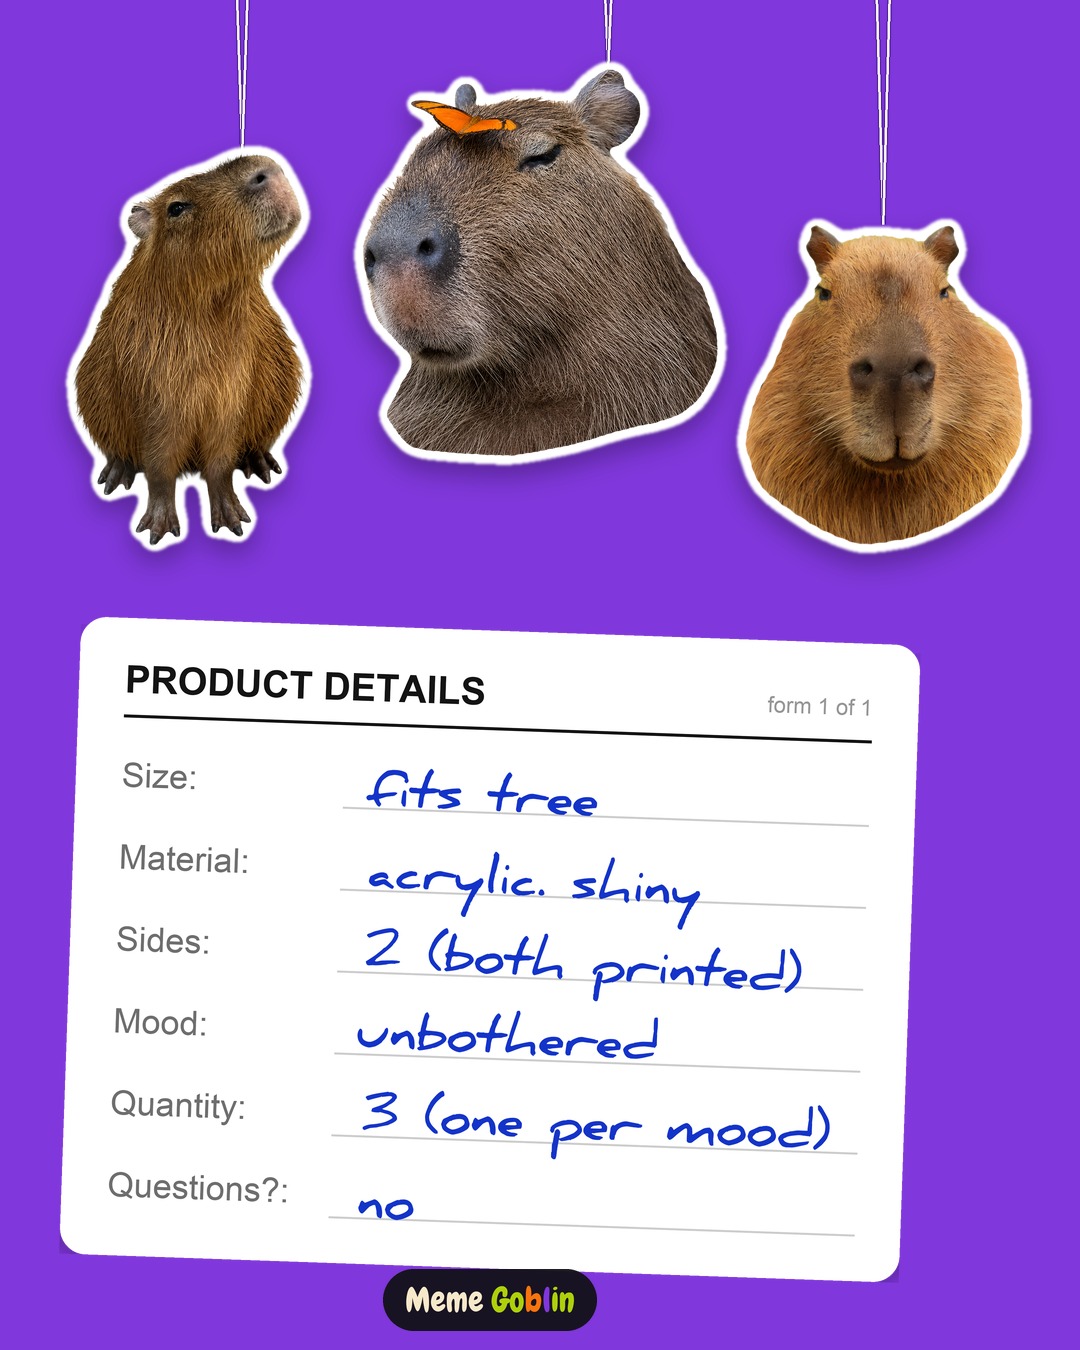 PRODUCT DETAILS
form 1 of 1
Size: fits tree
Material: acrylic. shiny
Sides: 2 (both printed)
Mood: unbothered
Quantity: 3 (one per mood)
Questions?: no
Meme Goblin